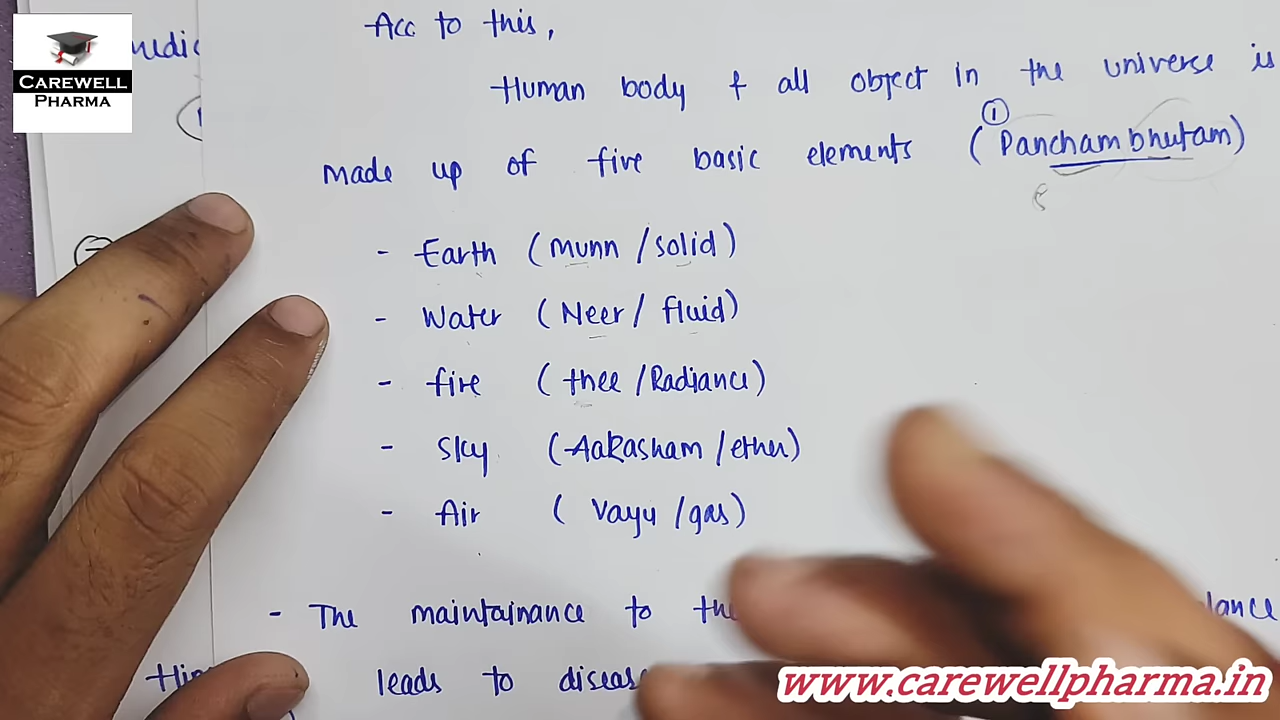 CAREWELL
PHARMA
Acc to this,
Human body & all object in the universe is
made up of five basic elements (Panchambhutam)
①
- Earth (Munn / solid)
- Water (Neer / fluid)
- fire (thee / Radiance)
- Sky (Aakasham / ether)
- Air (Vayu / gas)
- The maintainance to
leads to
www.carewellpharma.in